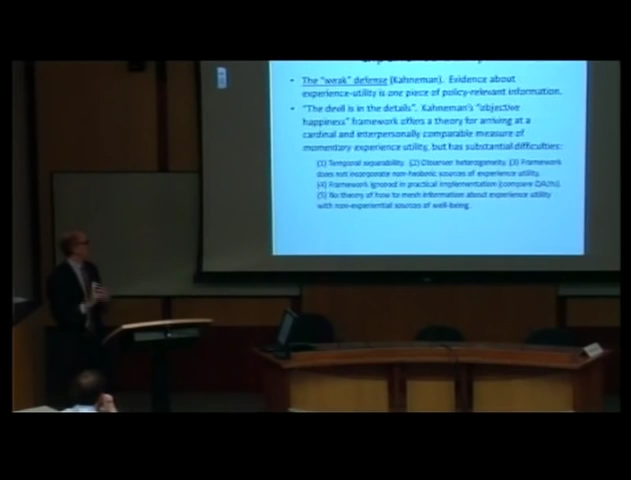 • The "weak" defense (Kahneman). Evidence about
experience-utility is one piece of policy-relevant information.
• "The devil is in the details". Kahneman's "objective
happiness" framework offers a theory for arriving at a
cardinal and interpersonally comparable measure of
momentary experience utility, but has substantial difficulties:
(1) Temporal separability. (2) Observer heterogeneity. (3) Framework
does not incorporate non-hedonic sources of experience utility.
(4) Framework ignored in practical implementation (compare QALYs).
(5) No theory of how to mesh information about experience utility
with non-experiential sources of well-being.